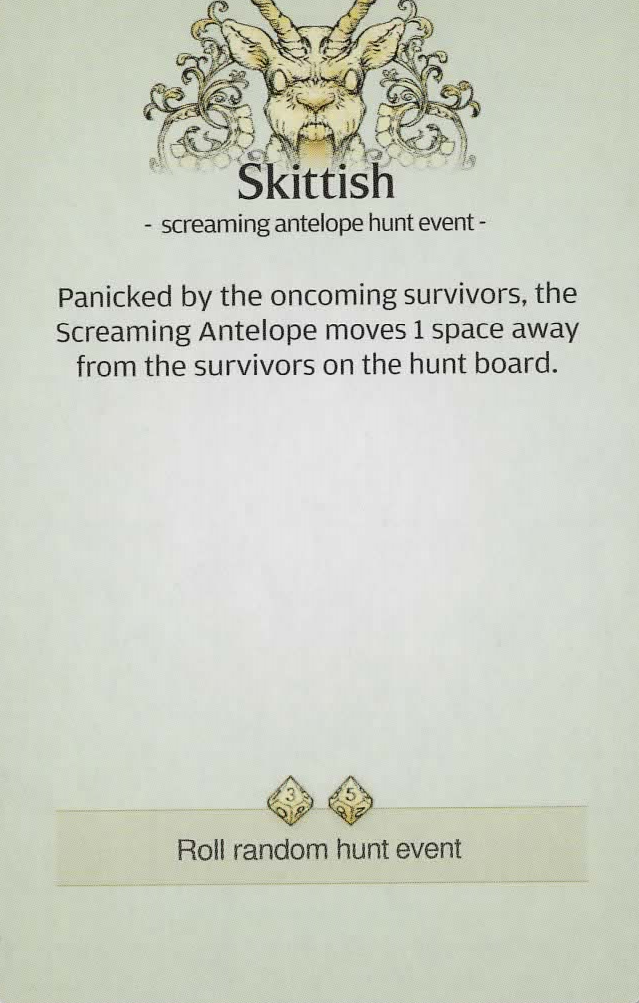 Skittish
- screaming antelope hunt event -
Panicked by the oncoming survivors, the
Screaming Antelope moves 1 space away
from the survivors on the hunt board.
3 5
Roll random hunt event